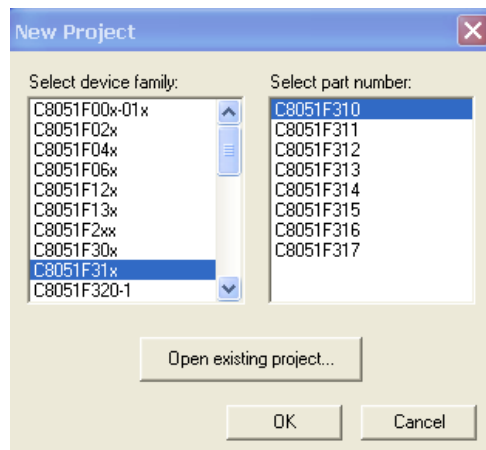 New Project
Select device family:
C8051F00x-01x
C8051F02x
C8051F04x
C8051F06x
C8051F12x
C8051F13x
C8051F2xx
C8051F30x
C8051F31x
C8051F320-1
Select part number:
C8051F310
C8051F311
C8051F312
C8051F313
C8051F314
C8051F315
C8051F316
C8051F317
Open existing project...
OK
Cancel